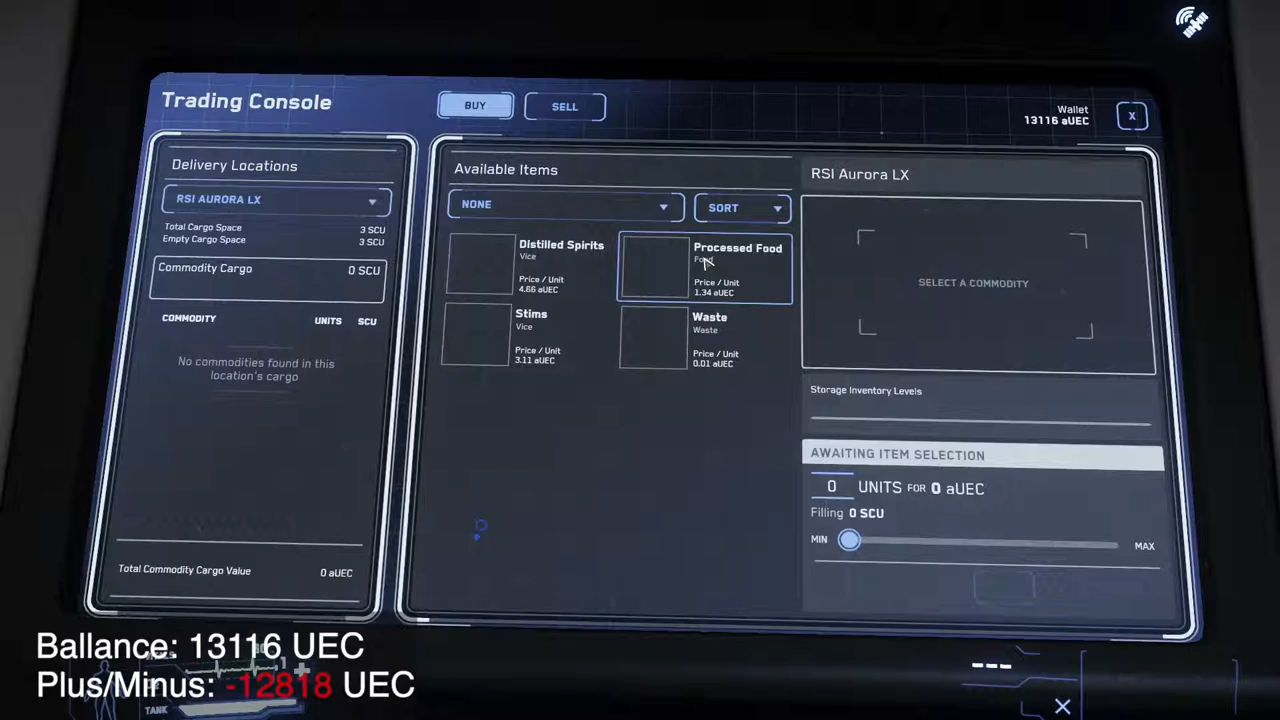 Trading Console
BUY
SELL
Wallet
13116 aUEC
X
Delivery Locations
RSI AURORA LX
Total Cargo Space 3 SCU
Empty Cargo Space 3 SCU
Commodity Cargo 0 SCU
COMMODITY UNITS SCU
No commodities found in this
location's cargo
Total Commodity Cargo Value 0 aUEC
Available Items
NONE
SORT
Distilled Spirits
Vice
Price / Unit
4.66 aUEC
Processed Food
Food
Price / Unit
1.34 aUEC
Stims
Vice
Price / Unit
3.11 aUEC
Waste
Waste
Price / Unit
0.01 aUEC
RSI Aurora LX
SELECT A COMMODITY
Storage Inventory Levels
AWAITING ITEM SELECTION
0 UNITS FOR 0 aUEC
Filling 0 SCU
MIN MAX
Ballance: 13116 UEC
Plus/Minus: -12818 UEC
TANK